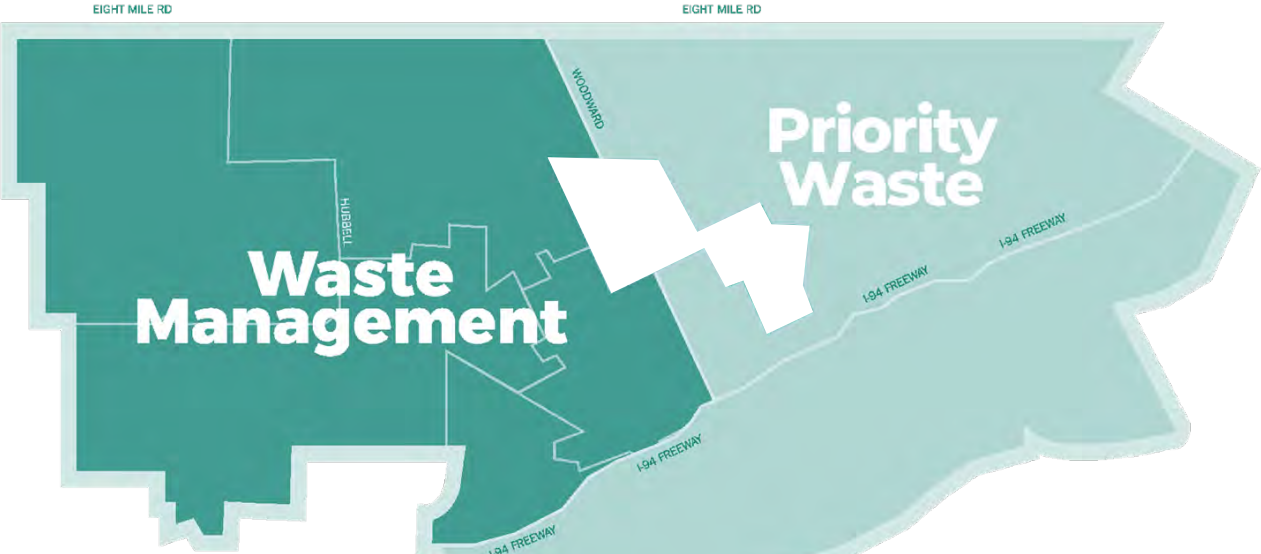 EIGHT MILE RD
EIGHT MILE RD
WOODWARD
Priority
Waste
HUBBELL
I-94 FREEWAY
Waste
Management
I-94 FREEWAY
I-94 FREEWAY
I-94 FREEWAY